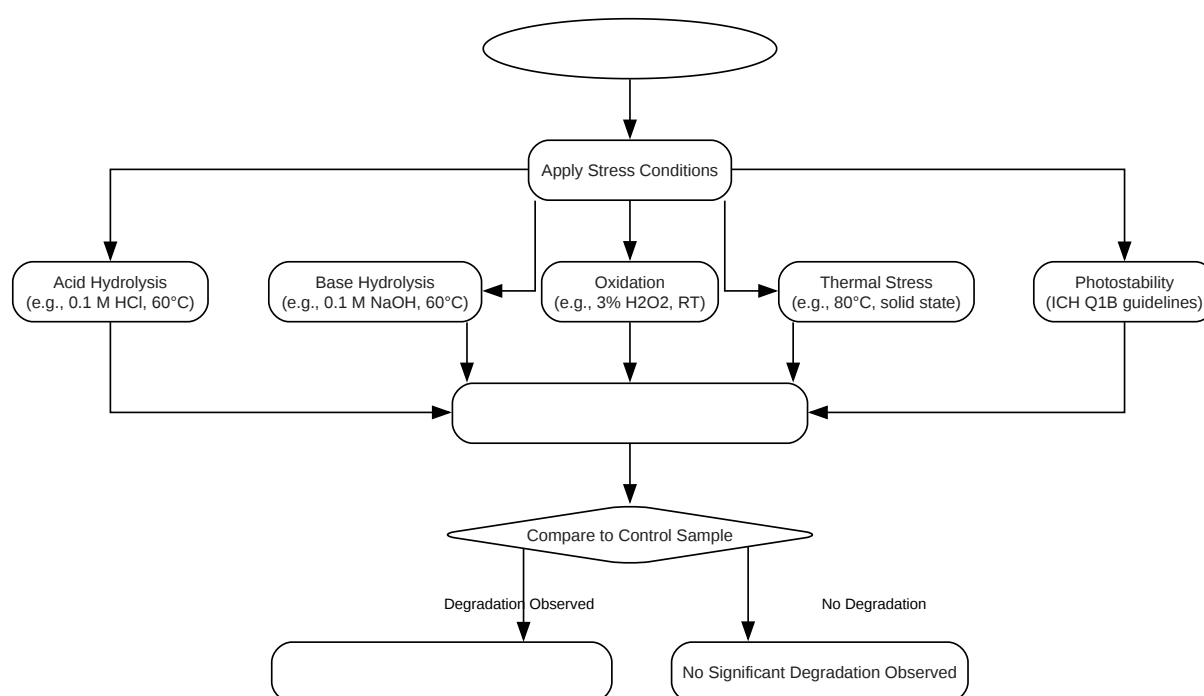 Apply Stress Conditions
Acid Hydrolysis
(e.g., 0.1 M HCl, 60°C)
Base Hydrolysis
(e.g., 0.1 M NaOH, 60°C)
Oxidation
(e.g., 3% H2O2, RT)
Thermal Stress
(e.g., 80°C, solid state)
Photostability
(ICH Q1B guidelines)
Compare to Control Sample
Degradation Observed
No Degradation
No Significant Degradation Observed